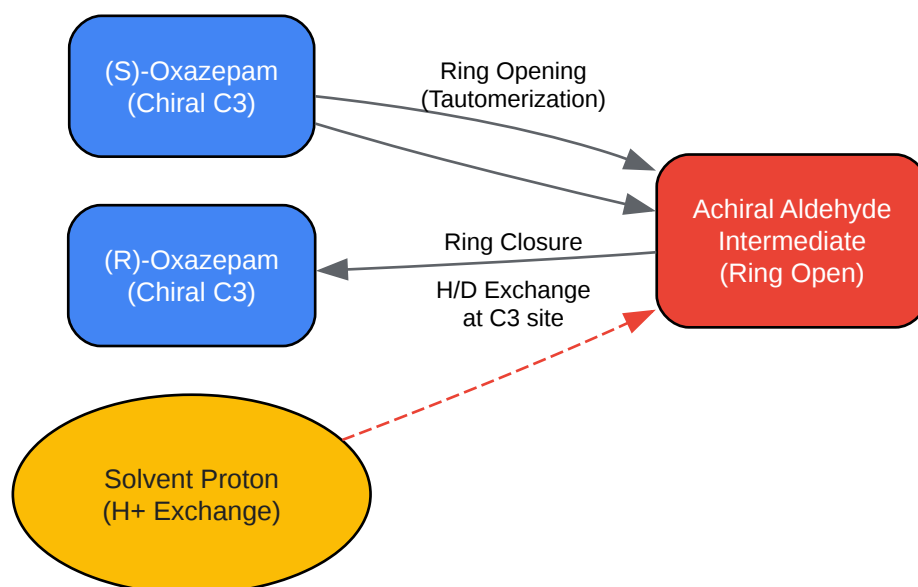 (S)-Oxazepam
(Chiral C3)
Ring Opening
(Tautomerization)
Achiral Aldehyde
Intermediate
(Ring Open)
(R)-Oxazepam
(Chiral C3)
Ring Closure
H/D Exchange
at C3 site
Solvent Proton
(H+ Exchange)